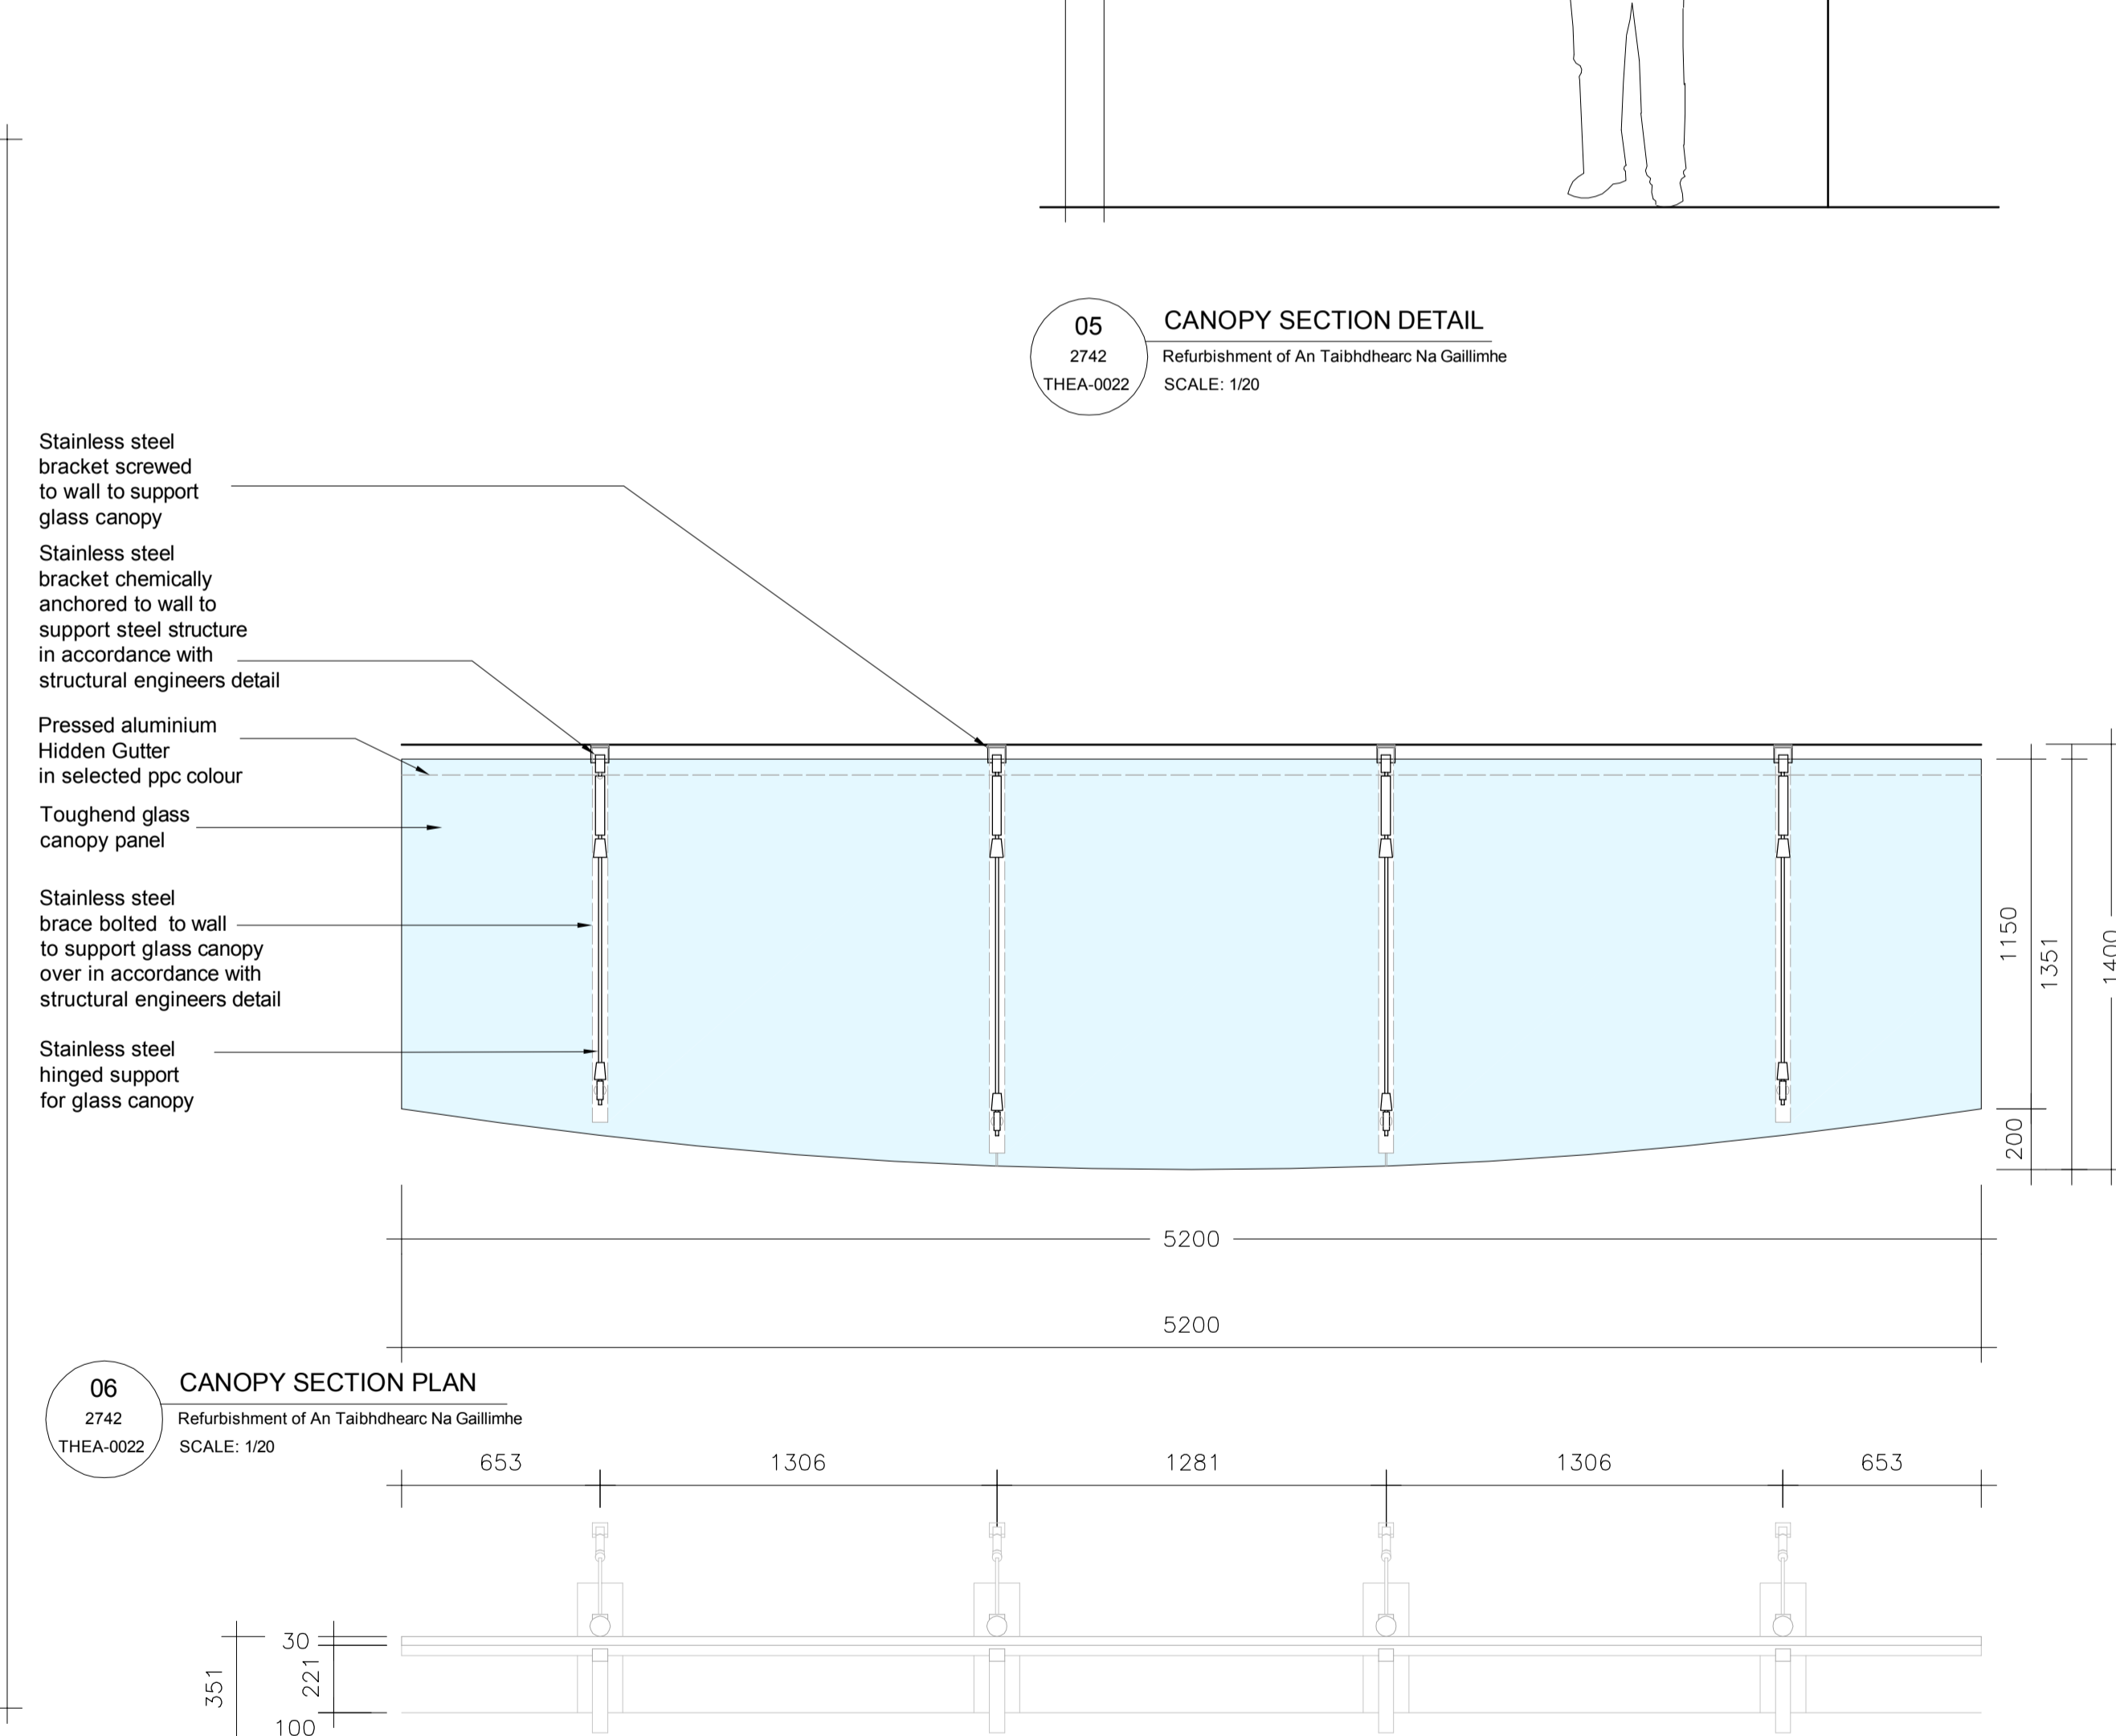 05
2742
THEA-0022
CANOPY SECTION DETAIL
Refurbishment of An Taibhdhearc Na Gaillimhe
SCALE: 1/20
Stainless steel
bracket screwed
to wall to support
glass canopy
Stainless steel
bracket chemically
anchored to wall to
support steel structure
in accordance with
structural engineers detail
Pressed aluminium
Hidden Gutter
in selected ppc colour
Toughend glass
canopy panel
Stainless steel
brace bolted to wall
to support glass canopy
over in accordance with
structural engineers detail
Stainless steel
hinged support
for glass canopy
1150
1351
1400
200
5200
5200
06
2742
THEA-0022
CANOPY SECTION PLAN
Refurbishment of An Taibhdhearc Na Gaillimhe
SCALE: 1/20
653
1306
1281
1306
653
30
221
351
100